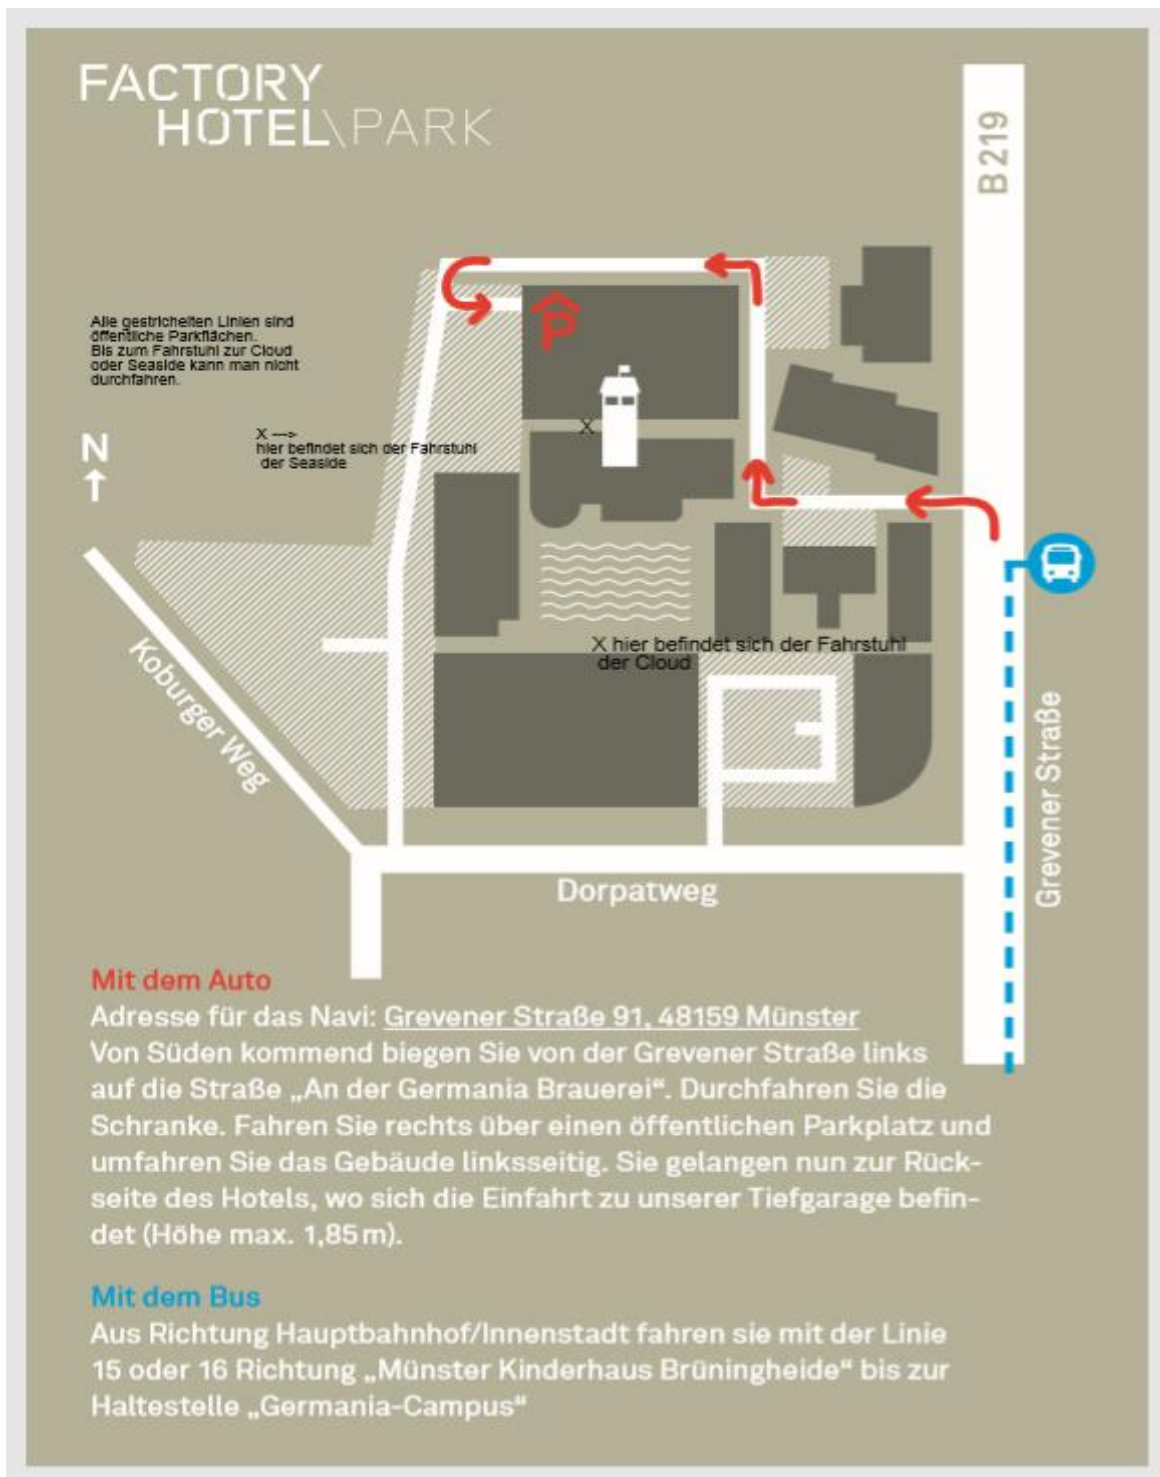 FACTORY
HOTEL\PARK
B 219
Alle gestrichelten Linien sind
öffentliche Parkflächen.
Bis zum Fahrstuhl zur Cloud
oder Seaside kann man nicht
durchfahren.
P
N
X --->
hier befindet sich der Fahrstuhl
der Seaside
X
X hier befindet sich der Fahrstuhl
der Cloud
Koburger Weg
Grevener Straße
Dorpatweg
Mit dem Auto
Adresse für das Navi: Grevener Straße 91, 48159 Münster
Von Süden kommend biegen Sie von der Grevener Straße links
auf die Straße „An der Germania Brauerei“. Durchfahren Sie die
Schranke. Fahren Sie rechts über einen öffentlichen Parkplatz und
umfahren Sie das Gebäude linksseitig. Sie gelangen nun zur Rück-
seite des Hotels, wo sich die Einfahrt zu unserer Tiefgarage befin-
det (Höhe max. 1,85 m).
Mit dem Bus
Aus Richtung Hauptbahnhof/Innenstadt fahren sie mit der Linie
15 oder 16 Richtung „Münster Kinderhaus Brüningheide“ bis zur
Haltestelle „Germania-Campus“